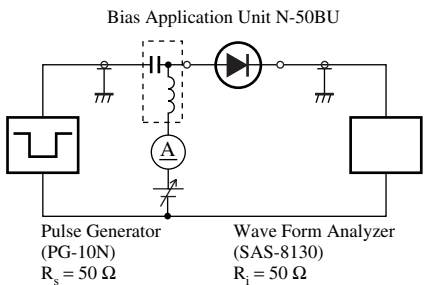 Bias Application Unit N-50BU
A
Pulse Generator
(PG-10N)
Rs = 50 Ω
Wave Form Analyzer
(SAS-8130)
Ri = 50 Ω